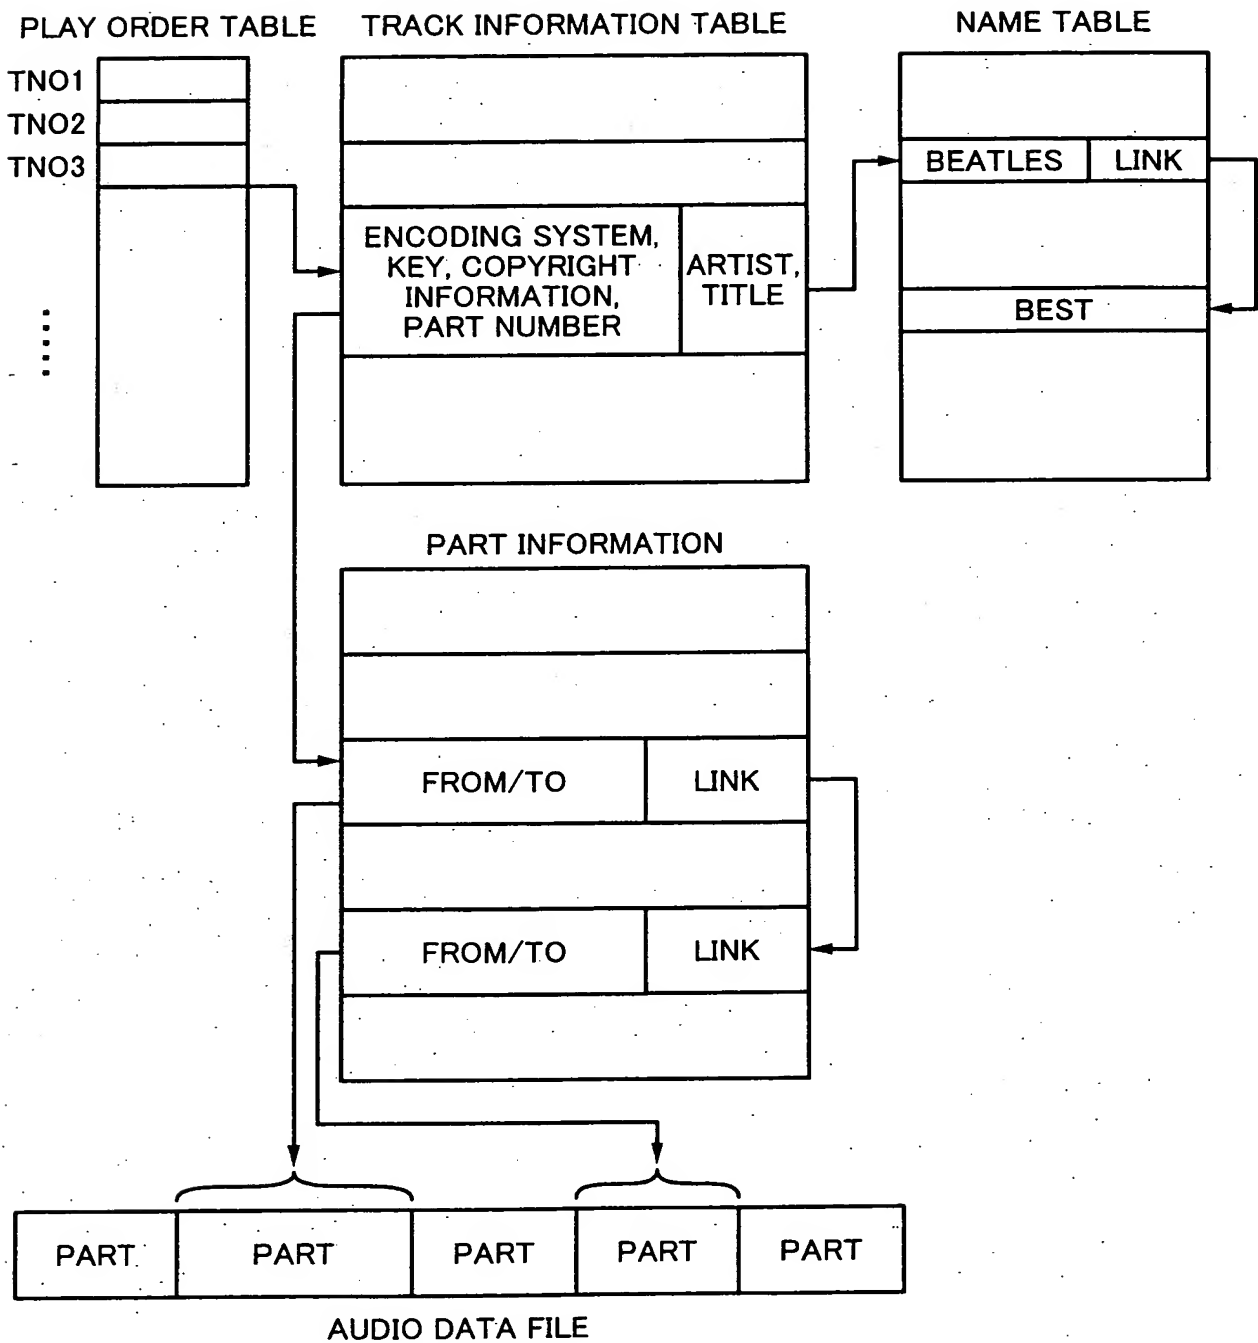 PLAY ORDER TABLE
TRACK INFORMATION TABLE
NAME TABLE
TNO1
TNO2
TNO3
BEATLES
LINK
ENCODING SYSTEM,
KEY, COPYRIGHT
INFORMATION,
PART NUMBER
ARTIST,
TITLE
BEST
PART INFORMATION
FROM/TO
LINK
FROM/TO
LINK
PART
PART
PART
PART
PART
AUDIO DATA FILE